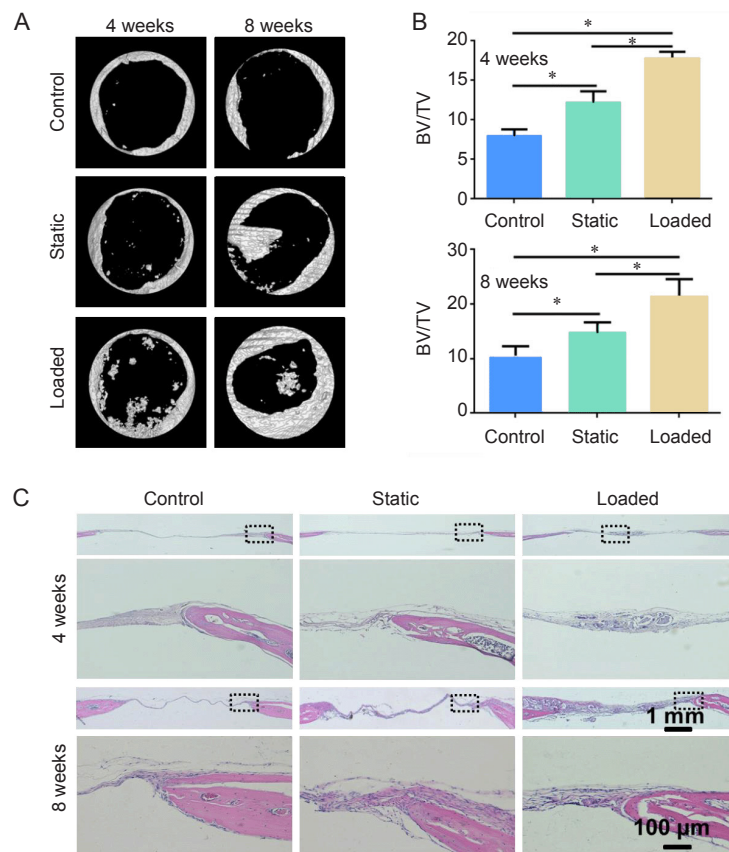 A
4 weeks
8 weeks
Control
Static
Loaded
B
BV/TV
20
15
10
5
0
4 weeks
*
*
*
Control
Static
Loaded
BV/TV
30
20
10
0
8 weeks
*
*
*
Control
Static
Loaded
C
Control
Static
Loaded
4 weeks
8 weeks
1 mm
100 μm